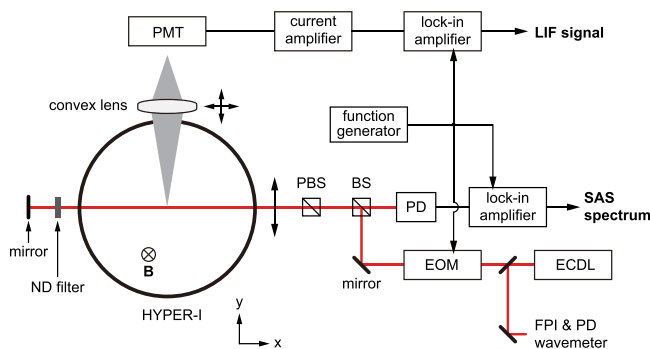 PMT
current
amplifier
lock-in
amplifier
LIF signal
convex lens
function
generator
PBS
BS
PD
lock-in
amplifier
SAS
spectrum
mirror
ND filter
B
mirror
EOM
ECDL
HYPER-I
y
x
FPI & PD
wavemeter